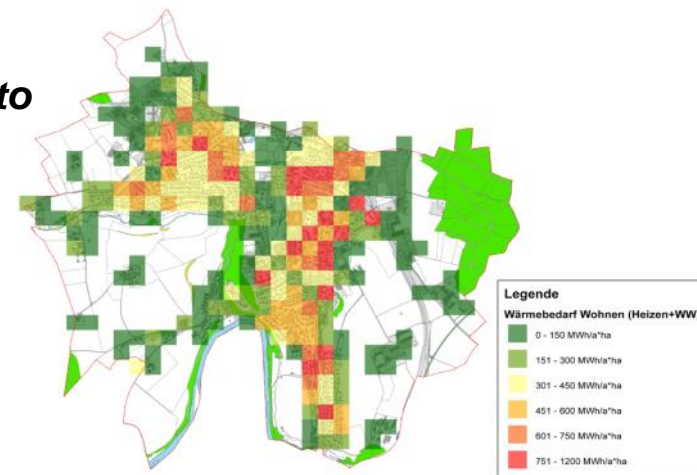 to
Legende
Wärmebedarf Wohnen (Heizen+WW
0 - 150 MWh/a*ha
151 - 300 MWh/a*ha
301 - 450 MWh/a*ha
451 - 600 MWh/a*ha
601 - 750 MWh/a*ha
751 - 1200 MWh/a*ha